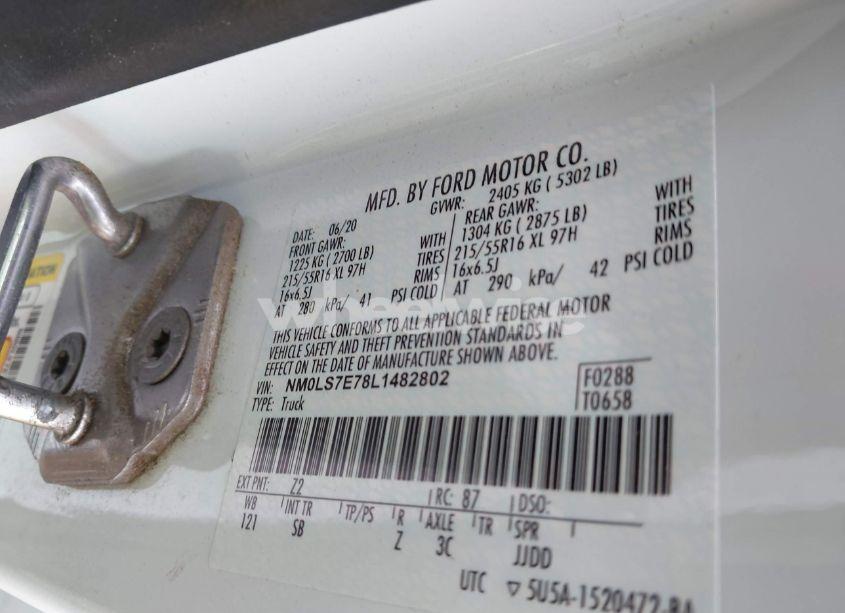 MFD. BY FORD MOTOR CO.
DATE: 06/20 GVWR: 2405 KG ( 5302 LB)
FRONT GAWR: REAR GAWR:
1225 KG ( 2700 LB) WITH 1304 KG ( 2875 LB) WITH
215/55R16 XL 97H TIRES 215/55R16 XL 97H TIRES
16x6.5J RIMS 16x6.5J RIMS
AT 280 kPa/ 41 PSI COLD AT 290 kPa/ 42 PSI COLD
THIS VEHICLE CONFORMS TO ALL APPLICABLE FEDERAL MOTOR
VEHICLE SAFETY AND THEFT PREVENTION STANDARDS IN
EFFECT ON THE DATE OF MANUFACTURE SHOWN ABOVE.
VIN: NM0LS7E78L1482802 F0288
TYPE: Truck T0658
EXT PNT: Z2 RC: 87 DSO:
WB INT TR TP/PS R AXLE TR SPR
121 SB Z 3C JJDD
UTC ▽ 5U5A-1520472-BA